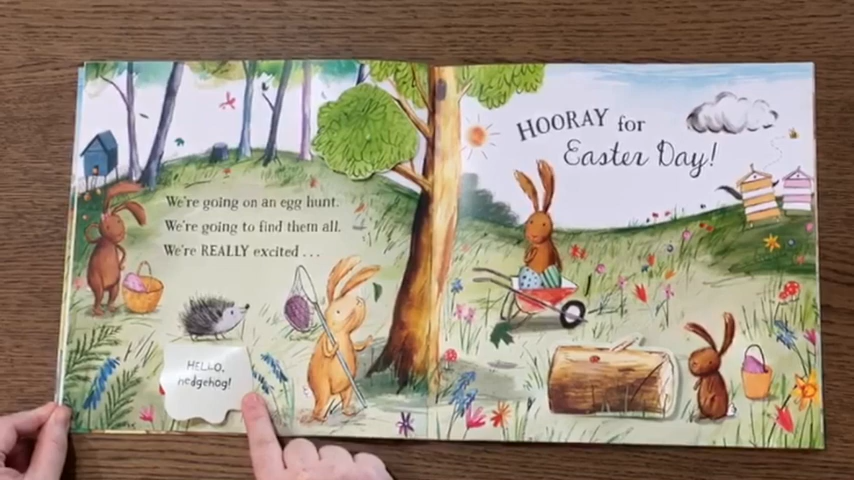 We're going on an egg hunt.
We're going to find them all.
We're REALLY excited . . .
HELLO,
hedgehog!
HOORAY for
Easter Day!